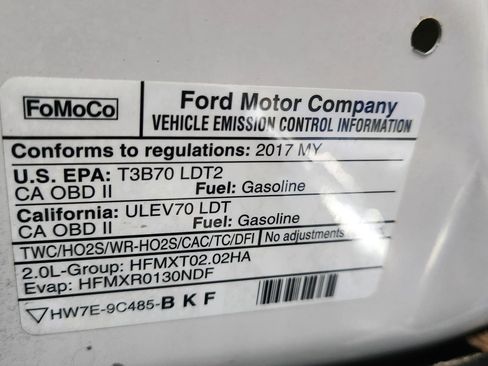 FoMoCo
Ford Motor Company
VEHICLE EMISSION CONTROL INFORMATION
Conforms to regulations: 2017 MY
U.S. EPA: T3B70 LDT2
CA OBD II Fuel: Gasoline
California: ULEV70 LDT
CA OBD II Fuel: Gasoline
TWC/HO2S/WR-HO2S/CAC/TC/DFI No adjustments
2.0L-Group: HFMXT02.02HA
Evap: HFMXR0130NDF
HW7E-9C485-BKF